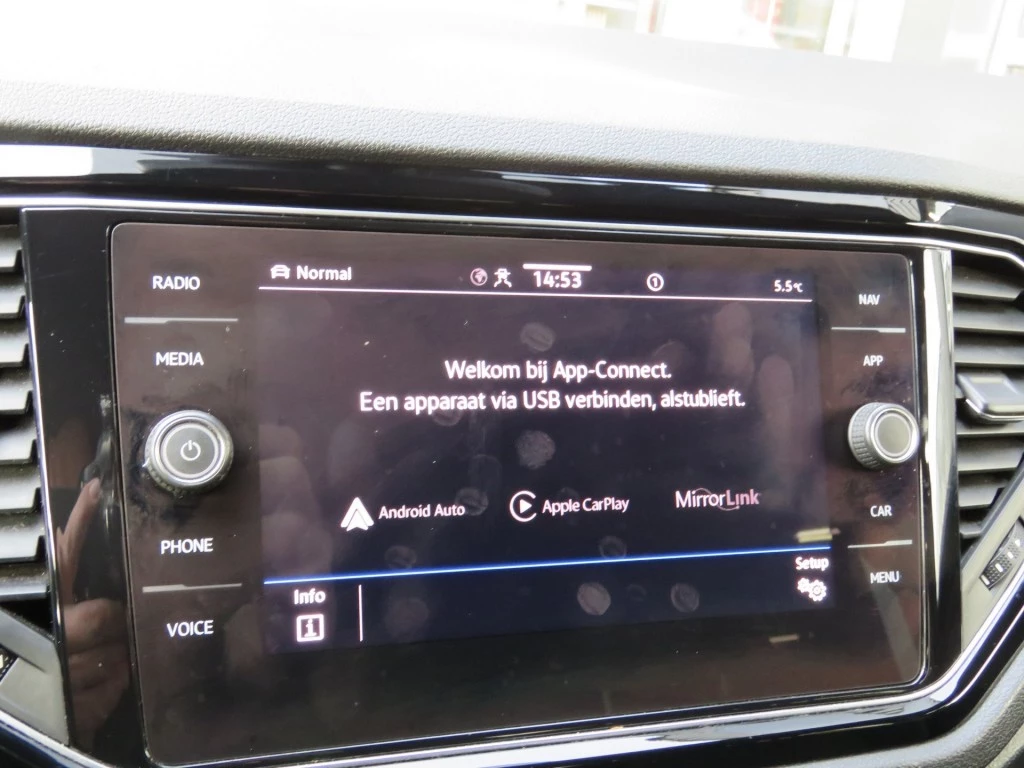 RADIO
MEDIA
PHONE
VOICE
Normal
14:53
1
5.5°C
Welkom bij App-Connect.
Een apparaat via USB verbinden, alstublieft.
Android Auto
Apple CarPlay
MirrorLink
Info
i
Setup
NAV
APP
CAR
MENU